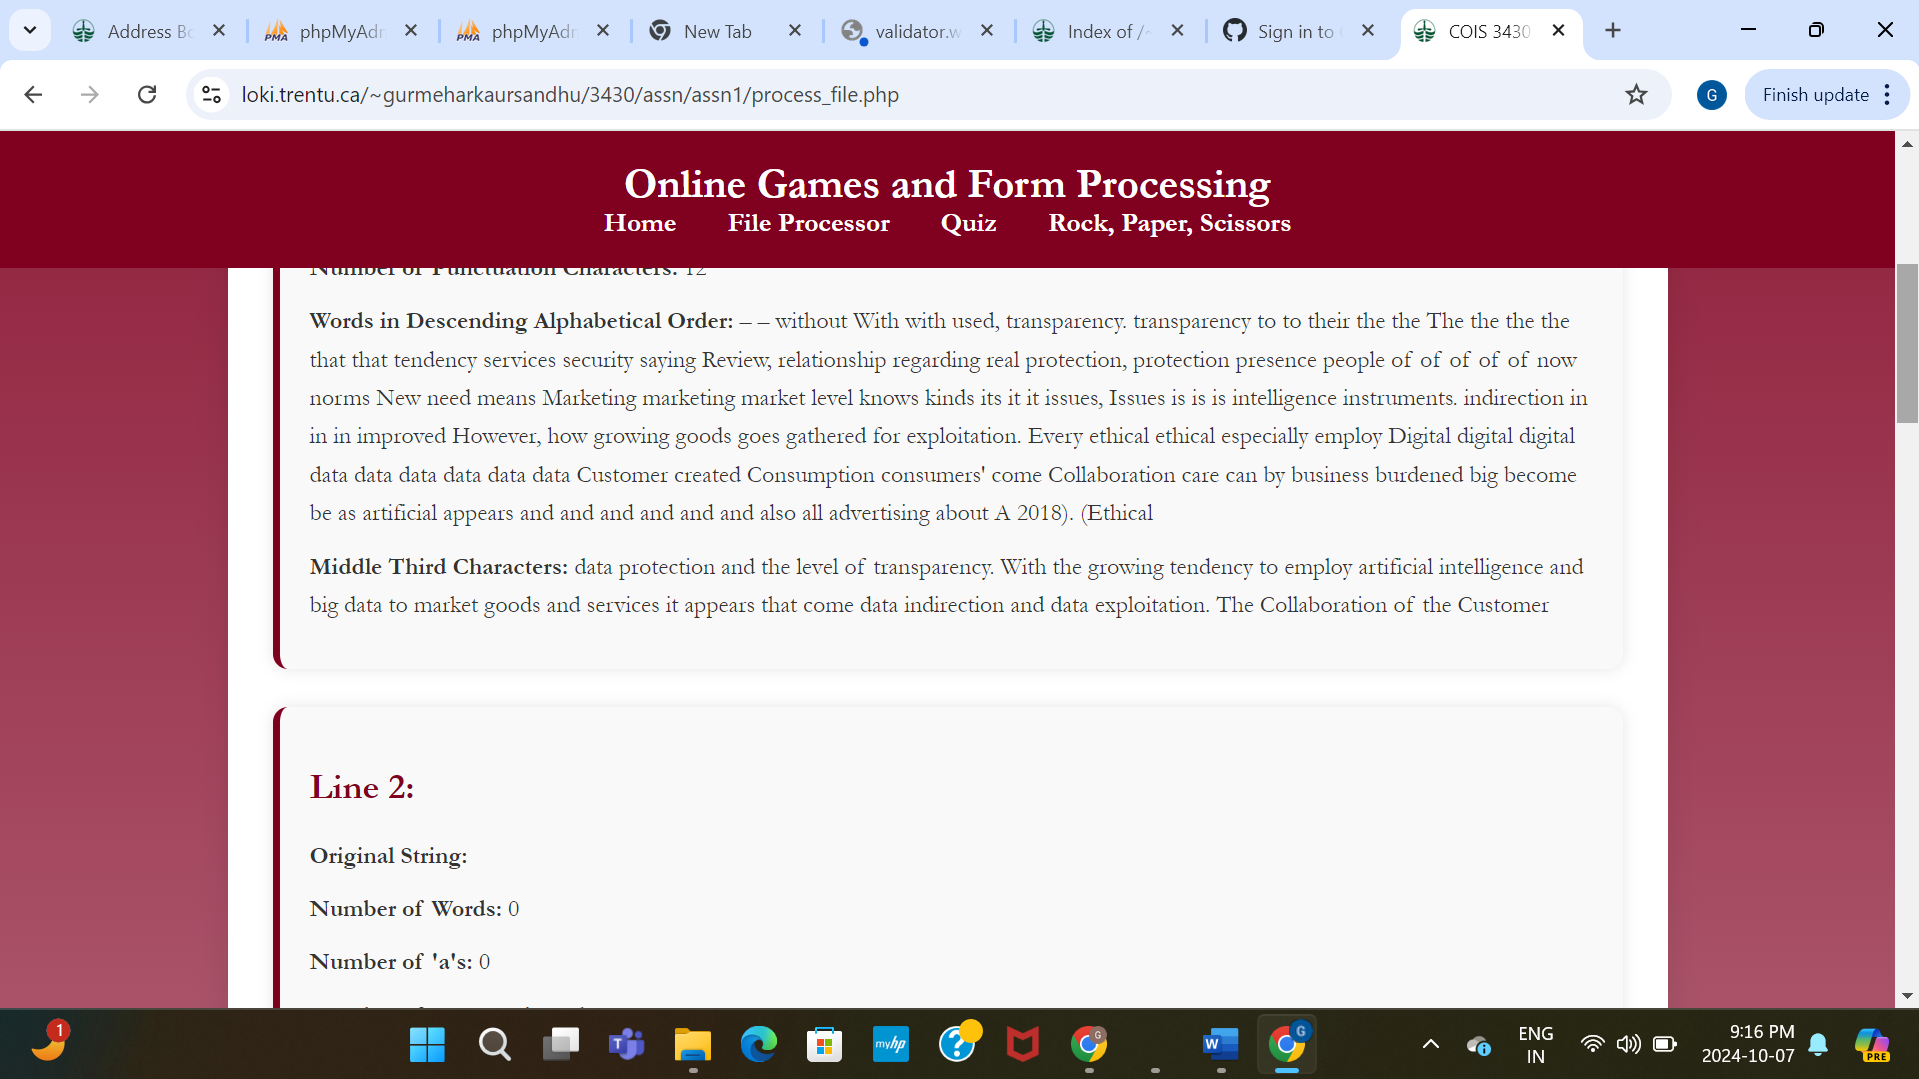 Address Bo
phpMyAdr
phpMyAdr
New Tab
validator.w
Index of /~
Sign in to
COIS 3430
loki.trentu.ca/~gurmeharkaursandhu/3430/assn/assn1/process_file.php
G
Finish update
Online Games and Form Processing
Home File Processor Quiz Rock, Paper, Scissors
Number of Punctuation Characters: 12
Words in Descending Alphabetical Order: – – without With with used, transparency. transparency to to their the the The the the the
that that tendency services security saying Review, relationship regarding real protection, protection presence people of of of of of now
norms New need means Marketing marketing market level knows kinds its it it issues, Issues is is is intelligence instruments. indirection in
in in improved However, how growing goods goes gathered for exploitation. Every ethical ethical especially employ Digital digital digital
data data data data data data Customer created Consumption consumers' come Collaboration care can by business burdened big become
be as artificial appears and and and and and and also all advertising about A 2018). (Ethical
Middle Third Characters: data protection and the level of transparency. With the growing tendency to employ artificial intelligence and
big data to market goods and services it appears that come data indirection and data exploitation. The Collaboration of the Customer
Line 2:
Original String:
Number of Words: 0
Number of 'a's: 0
1
myhp
G
G
ENG
IN
9:16 PM
2024-10-07
PRE